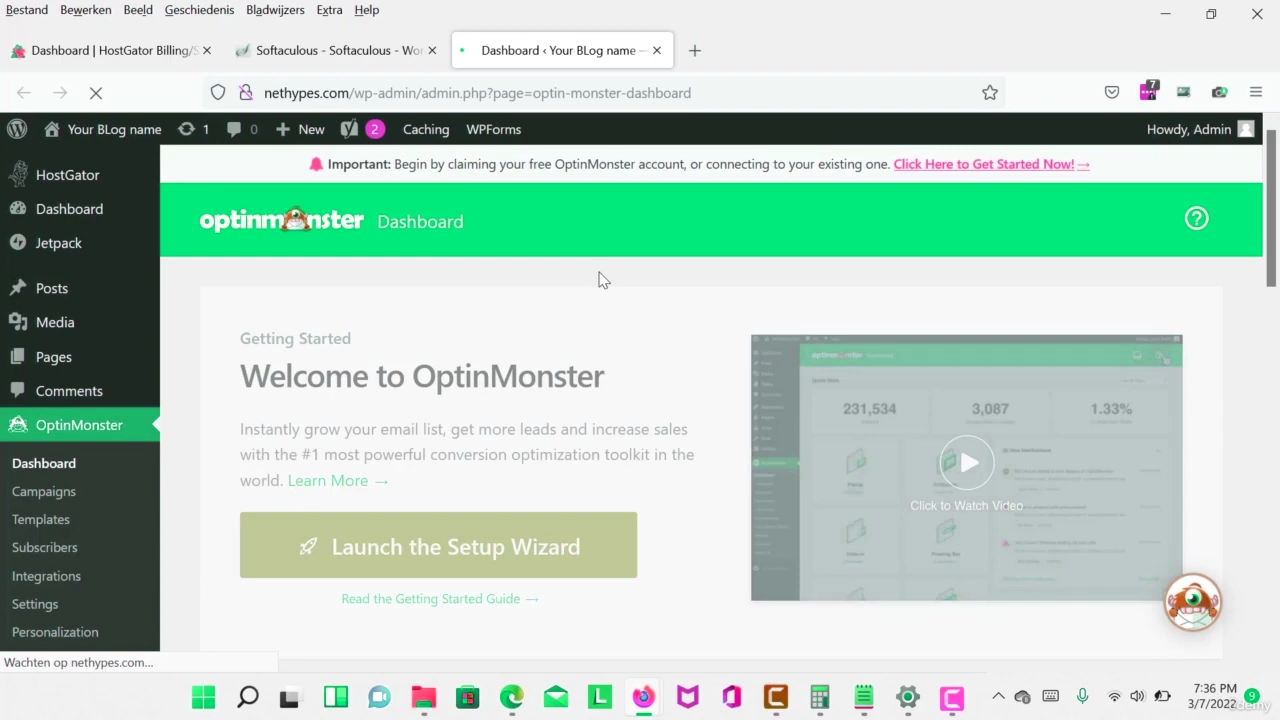 Bestand Bewerken Beeld Geschiedenis Bladwijzers Extra Help
Dashboard | HostGator Billing/S
Softaculous - Softaculous - Wor
Dashboard ‹ Your BLog name —
nethypes.com/wp-admin/admin.php?page=optin-monster-dashboard
7
Your BLog name 1 0 New 2 Caching WPForms
Howdy, Admin
Important: Begin by claiming your free OptinMonster account, or connecting to your existing one. Click Here to Get Started Now! →
HostGator
Dashboard
Jetpack
Posts
Media
Pages
Comments
OptinMonster
Dashboard
Campaigns
Templates
Subscribers
Integrations
Settings
Personalization
optinmonster Dashboard
Getting Started
Welcome to OptinMonster
Instantly grow your email list, get more leads and increase sales
with the #1 most powerful conversion optimization toolkit in the
world. Learn More →
Launch the Setup Wizard
Read the Getting Started Guide →
231,534
3,087
1.33%
Click to Watch Video
Wachten op nethypes.com...
7:36 PM
3/7/2022
9